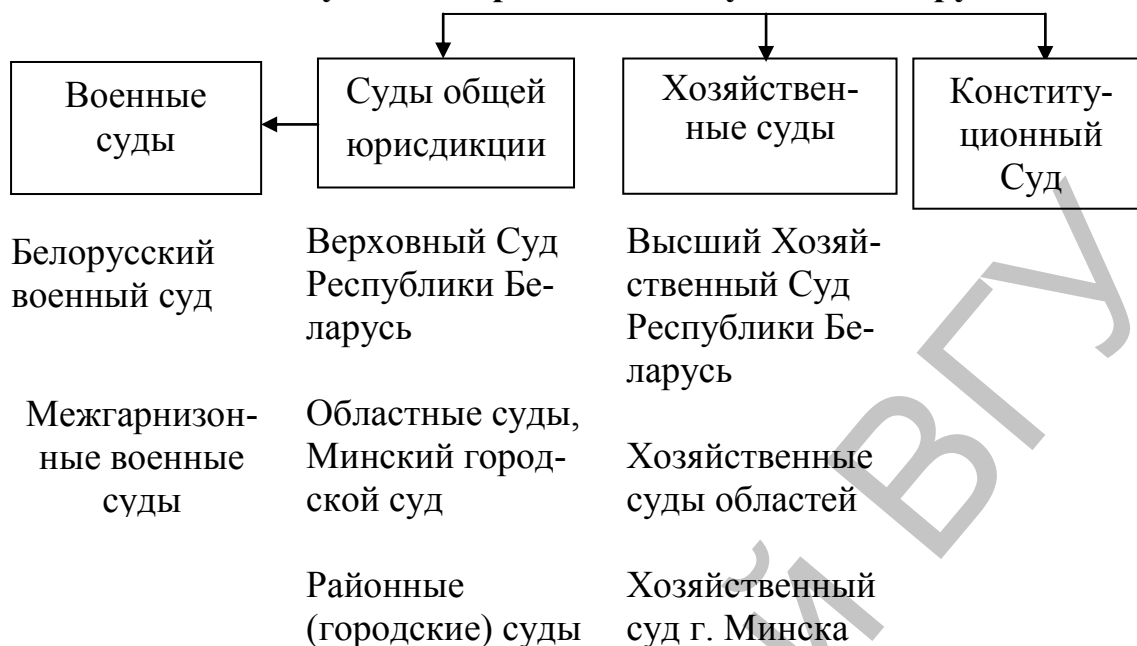 Военные
суды
Суды общей
юрисдикции
Хозяйствен-
ные суды
Конститу-
ционный
Суд
Белорусский
военный суд
Межгарнизон-
ные военные
суды
Верховный Суд
Республики Бе-
ларусь
Областные суды,
Минский город-
ской суд
Районные
(городские) суды
Высший Хозяй-
ственный Суд
Республики Бе-
ларусь
Хозяйственные
суды областей
Хозяйственный
суд г. Минска
ВГУ